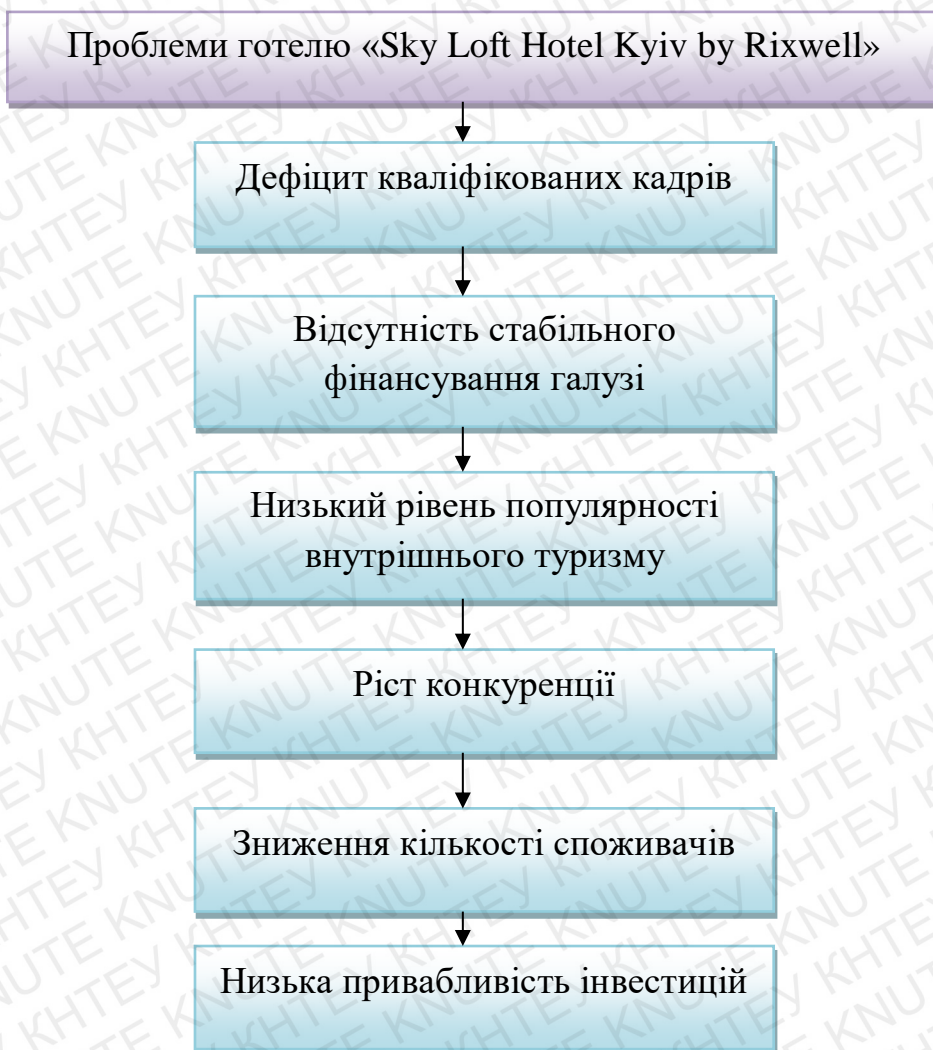 Проблеми готелю «Sky Loft Hotel Kyiv by Rixwell»
Дефіцит кваліфікованих кадрів
Відсутність стабільного
фінансування галузі
Низький рівень популярності
внутрішнього туризму
Ріст конкуренції
Зниження кількості споживачів
Низька привабливість інвестицій